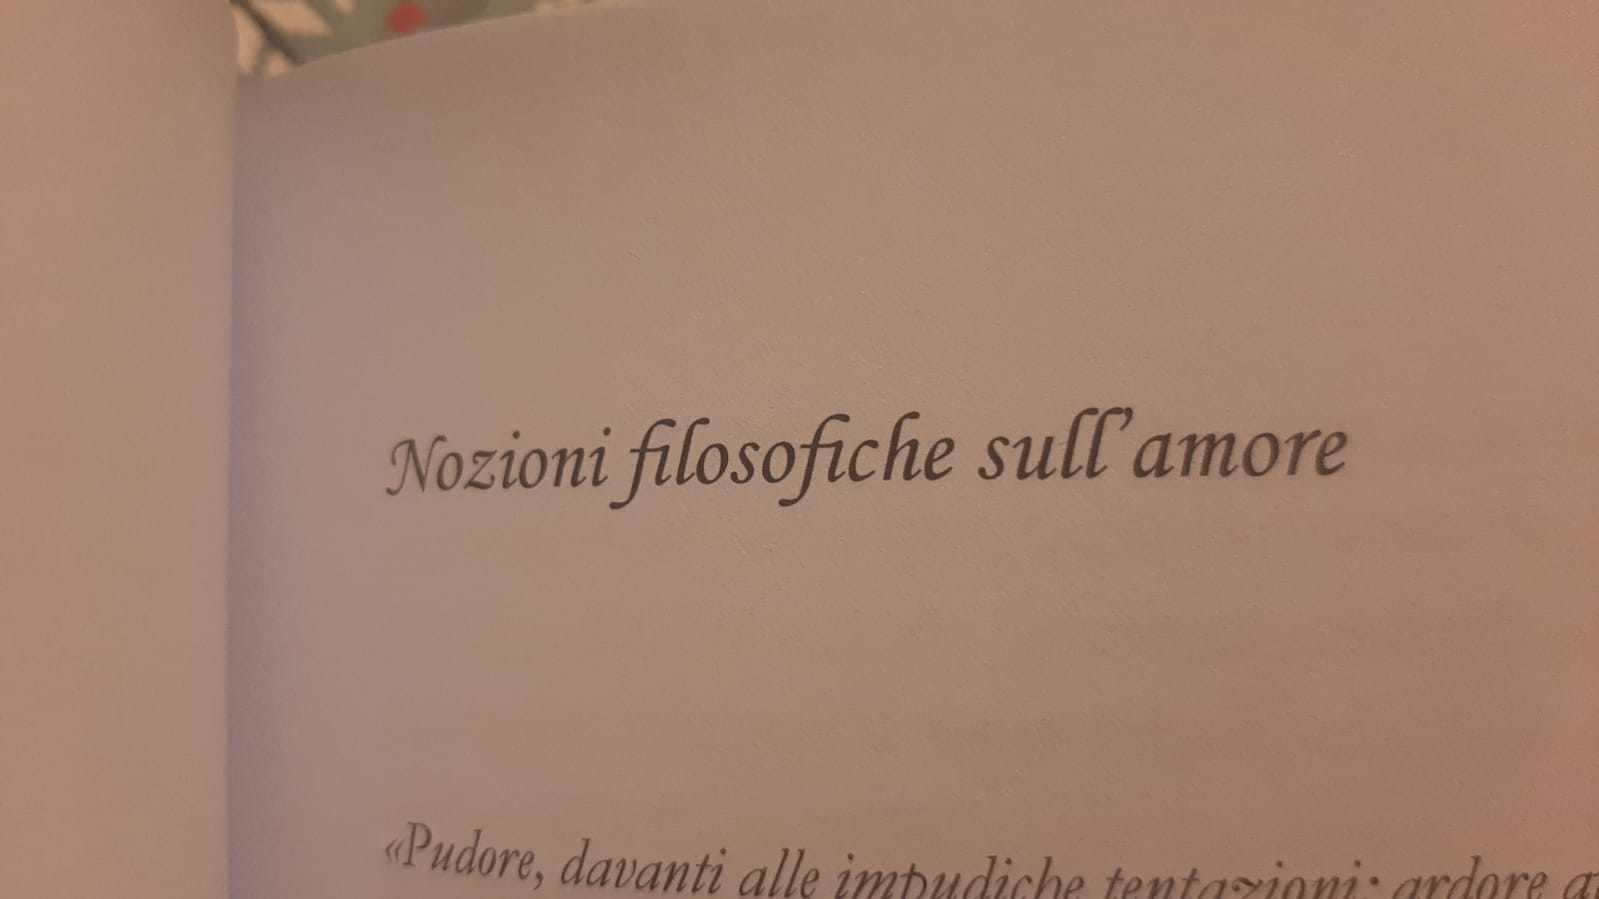 Nozioni filosofiche sull'amore
«Pudore, davanti alle impudiche tentazioni; ardore